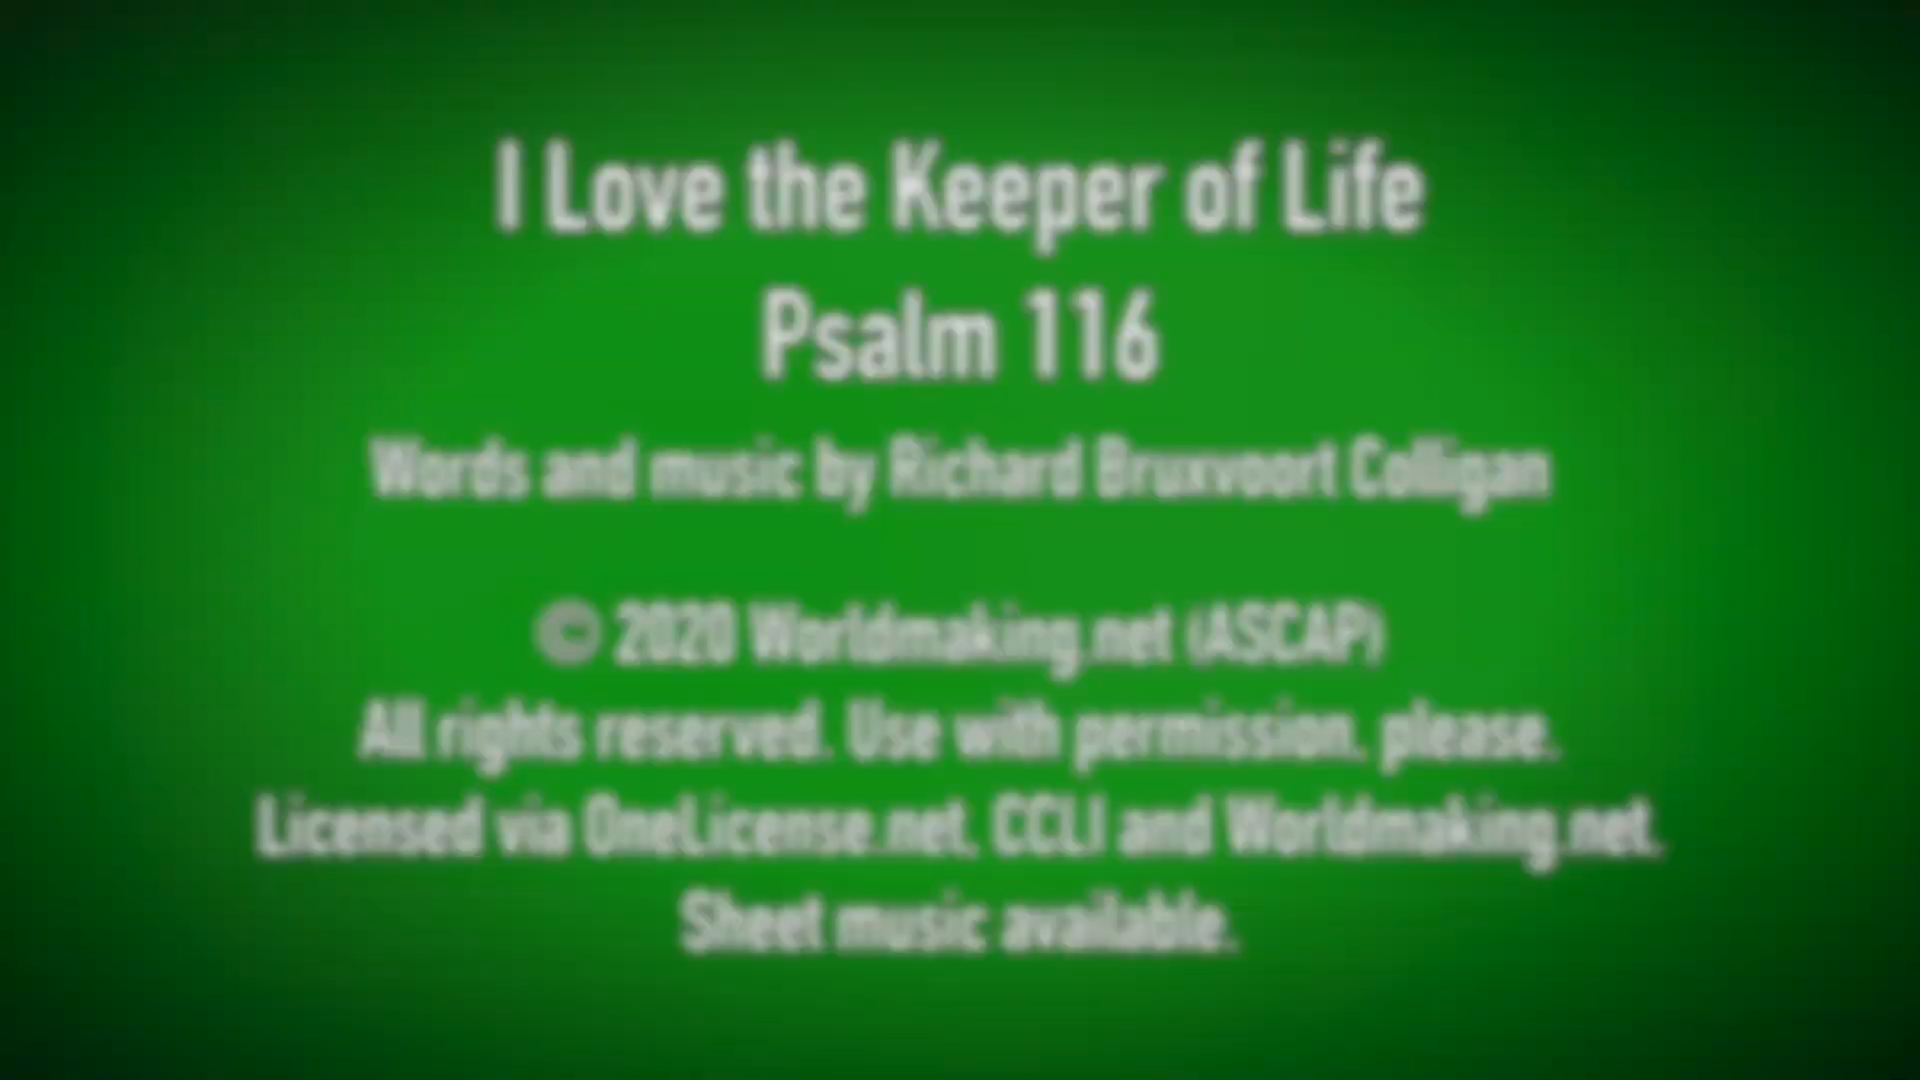 I Love the Keeper of Life
Psalm 116
Words and music by Richard Bruxvoort Colligan
© 2020 Worldmaking.net (ASCAP)
All rights reserved. Use with permission, please.
Licensed via OneLicense.net, CCLI and Worldmaking.net.
Sheet music available.